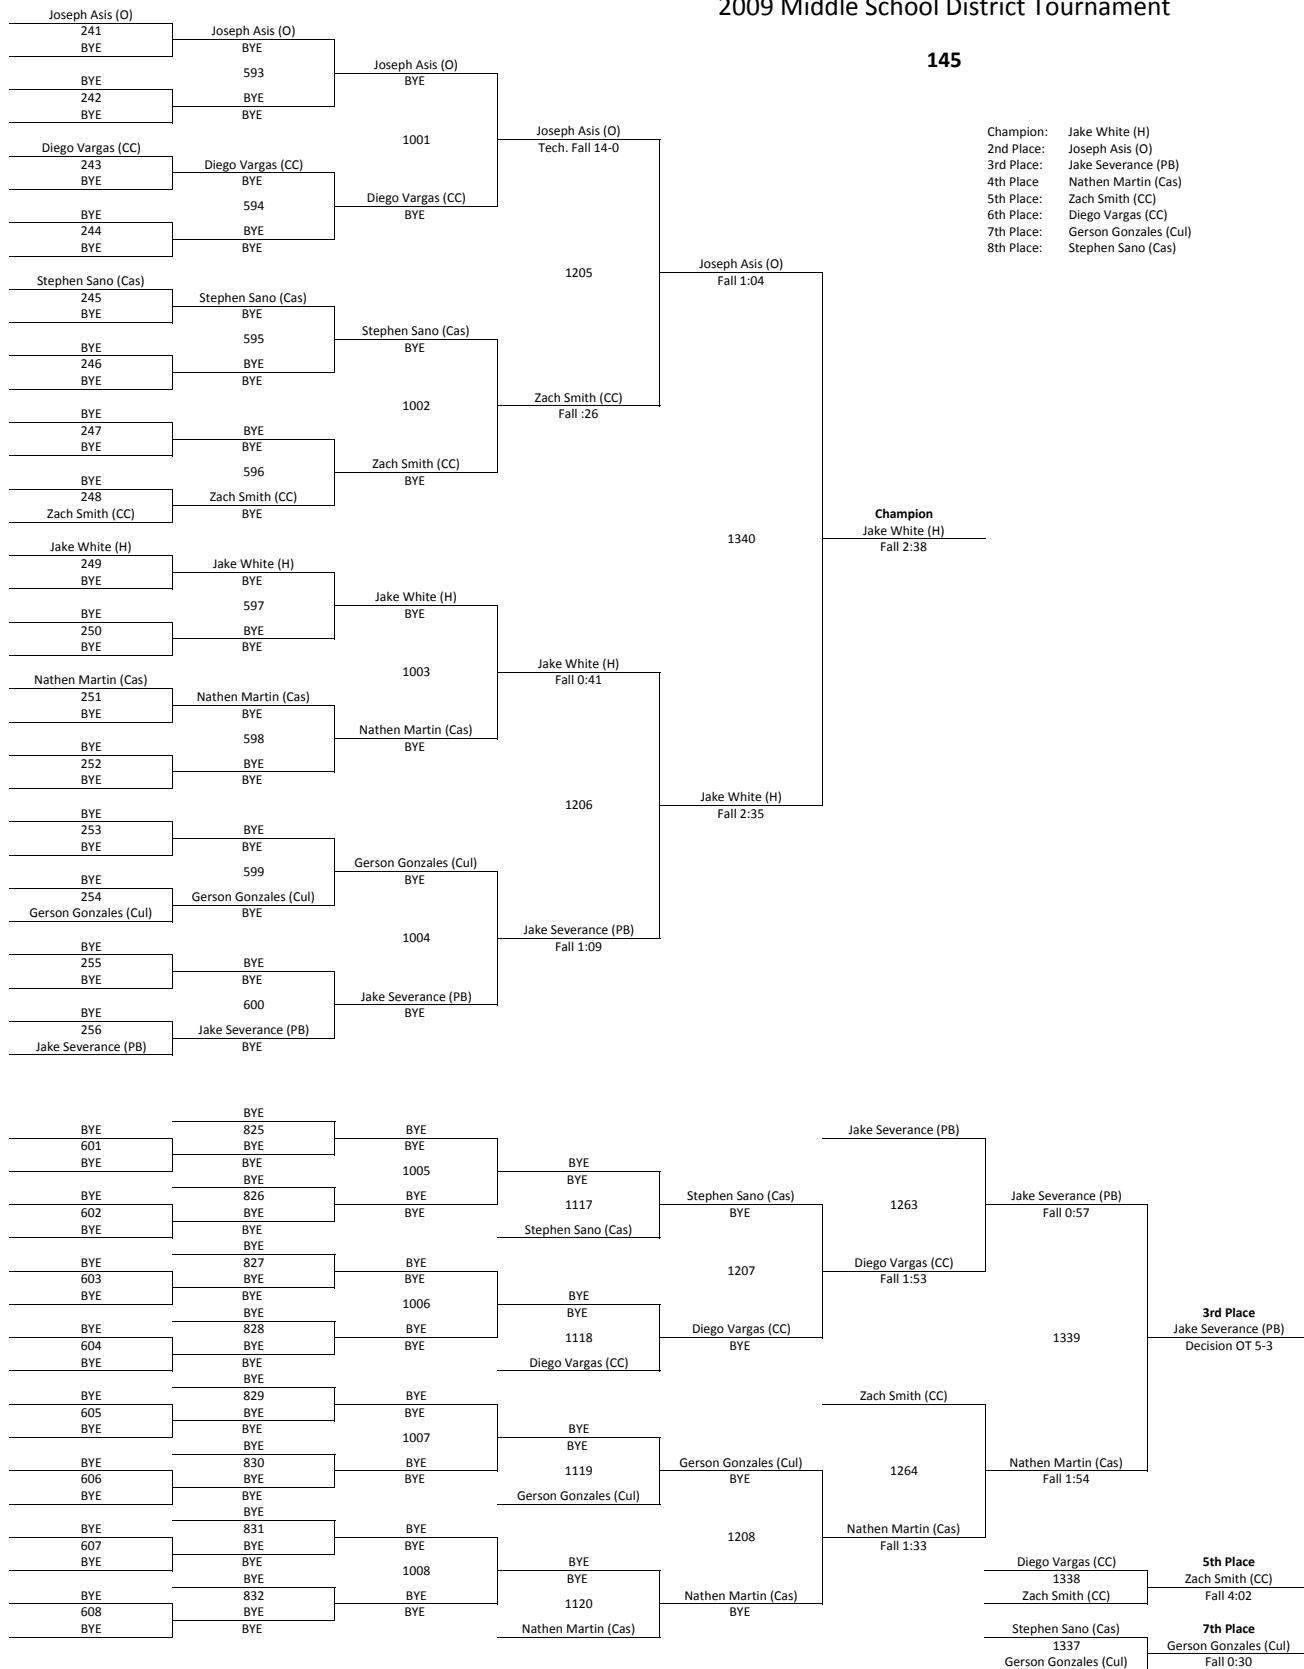 2009 Middle School District Tournament
145
Champion: Jake White (H)
2nd Place: Joseph Asis (O)
3rd Place: Jake Severance (PB)
4th Place Nathen Martin (Cas)
5th Place: Zach Smith (CC)
6th Place: Diego Vargas (CC)
7th Place: Gerson Gonzales (Cul)
8th Place: Stephen Sano (Cas)
Joseph Asis (O)
241
BYE
BYE
242
BYE
Diego Vargas (CC)
243
BYE
BYE
244
BYE
Stephen Sano (Cas)
245
BYE
BYE
246
BYE
BYE
247
BYE
BYE
248
Zach Smith (CC)
Jake White (H)
249
BYE
BYE
250
BYE
Nathen Martin (Cas)
251
BYE
BYE
252
BYE
BYE
253
BYE
BYE
254
Gerson Gonzales (Cul)
BYE
255
BYE
BYE
256
Jake Severance (PB)
Joseph Asis (O)
BYE
593
BYE
BYE
Diego Vargas (CC)
BYE
594
BYE
BYE
Stephen Sano (Cas)
BYE
595
BYE
BYE
BYE
BYE
596
Zach Smith (CC)
BYE
Jake White (H)
BYE
597
BYE
BYE
Nathen Martin (Cas)
BYE
598
BYE
BYE
BYE
BYE
599
Gerson Gonzales (Cul)
BYE
BYE
BYE
600
Jake Severance (PB)
BYE
Joseph Asis (O)
BYE
1001
Diego Vargas (CC)
BYE
Stephen Sano (Cas)
BYE
1002
Zach Smith (CC)
BYE
Jake White (H)
BYE
1003
Nathen Martin (Cas)
BYE
Gerson Gonzales (Cul)
BYE
1004
Jake Severance (PB)
BYE
Joseph Asis (O)
Tech. Fall 14-0
1205
Zach Smith (CC)
Fall :26
Jake White (H)
Fall 0:41
1206
Jake Severance (PB)
Fall 1:09
Joseph Asis (O)
Fall 1:04
1340
Jake White (H)
Fall 2:35
Champion
Jake White (H)
Fall 2:38
BYE
601
BYE
BYE
602
BYE
BYE
603
BYE
BYE
604
BYE
BYE
605
BYE
BYE
606
BYE
BYE
607
BYE
BYE
608
BYE
BYE
825
BYE
BYE
BYE
826
BYE
BYE
BYE
827
BYE
BYE
BYE
828
BYE
BYE
BYE
829
BYE
BYE
BYE
830
BYE
BYE
BYE
831
BYE
BYE
BYE
832
BYE
BYE
BYE
BYE
1005
BYE
BYE
BYE
BYE
1006
BYE
BYE
BYE
BYE
1007
BYE
BYE
BYE
BYE
1008
BYE
BYE
BYE
BYE
1117
Stephen Sano (Cas)
BYE
BYE
1118
Diego Vargas (CC)
BYE
BYE
1119
Gerson Gonzales (Cul)
BYE
BYE
1120
Nathen Martin (Cas)
Stephen Sano (Cas)
BYE
1207
Diego Vargas (CC)
BYE
Gerson Gonzales (Cul)
BYE
1208
Nathen Martin (Cas)
BYE
Jake Severance (PB)
1263
Diego Vargas (CC)
Fall 1:53
Zach Smith (CC)
1264
Nathen Martin (Cas)
Fall 1:33
Jake Severance (PB)
Fall 0:57
1339
Nathen Martin (Cas)
Fall 1:54
3rd Place
Jake Severance (PB)
Decision OT 5-3
Diego Vargas (CC)
1338
Zach Smith (CC)
5th Place
Zach Smith (CC)
Fall 4:02
Stephen Sano (Cas)
1337
Gerson Gonzales (Cul)
7th Place
Gerson Gonzales (Cul)
Fall 0:30